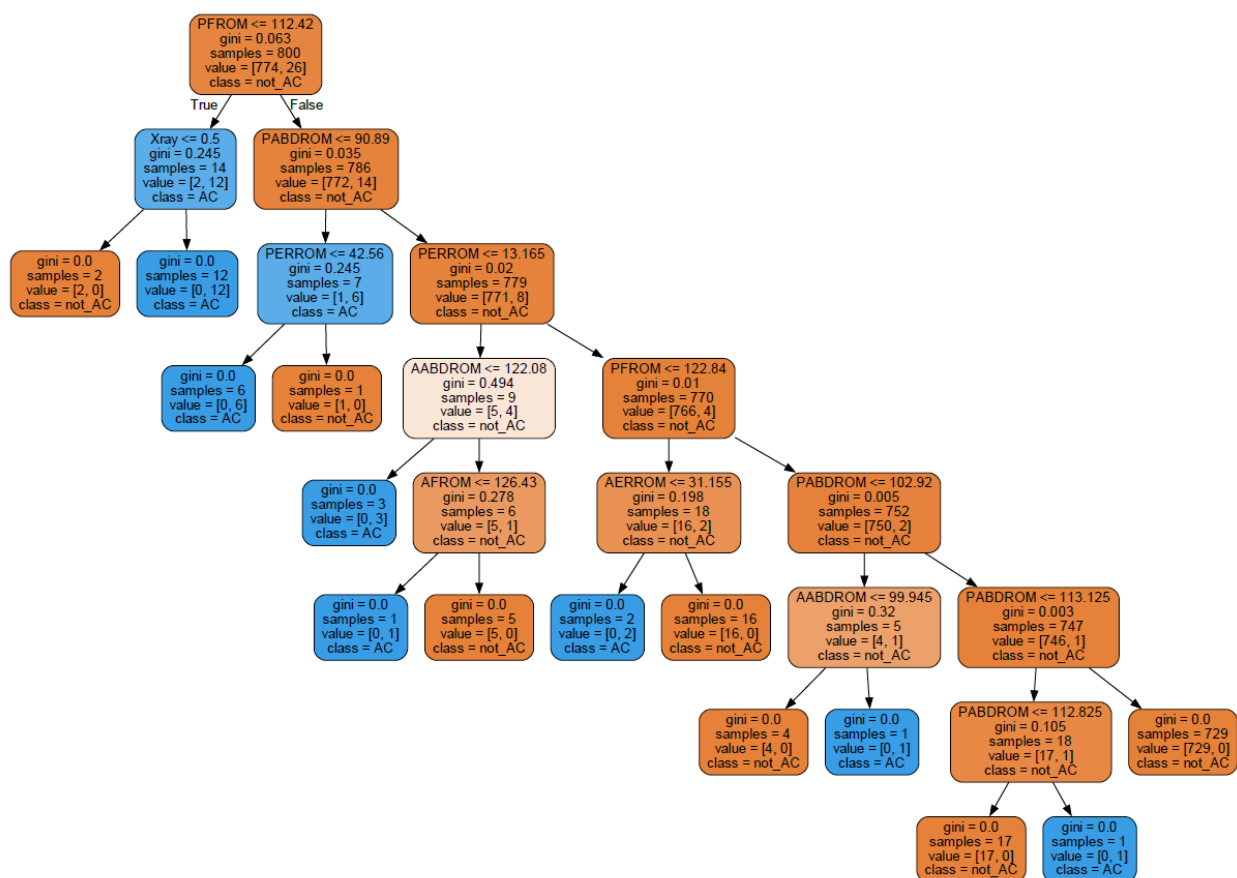 PFROM <= 112.42
gini = 0.063
samples = 800
value = [774, 26]
class = not_AC
True
False
Xray <= 0.5
gini = 0.245
samples = 14
value = [2, 12]
class = AC
PABDROM <= 90.89
gini = 0.035
samples = 786
value = [772, 14]
class = not_AC
gini = 0.0
samples = 2
value = [2, 0]
class = not_AC
gini = 0.0
samples = 12
value = [0, 12]
class = AC
PERROM <= 42.56
gini = 0.245
samples = 7
value = [1, 6]
class = AC
PERROM <= 13.165
gini = 0.02
samples = 779
value = [771, 8]
class = not_AC
gini = 0.0
samples = 6
value = [0, 6]
class = AC
gini = 0.0
samples = 1
value = [1, 0]
class = not_AC
AABDROM <= 122.08
gini = 0.494
samples = 9
value = [5, 4]
class = not_AC
PFROM <= 122.84
gini = 0.01
samples = 770
value = [766, 4]
class = not_AC
gini = 0.0
samples = 3
value = [0, 3]
class = AC
AFROM <= 126.43
gini = 0.278
samples = 6
value = [5, 1]
class = not_AC
AERROM <= 31.155
gini = 0.198
samples = 18
value = [16, 2]
class = not_AC
PABDROM <= 102.92
gini = 0.005
samples = 752
value = [750, 2]
class = not_AC
gini = 0.0
samples = 1
value = [0, 1]
class = AC
gini = 0.0
samples = 5
value = [5, 0]
class = not_AC
gini = 0.0
samples = 2
value = [0, 2]
class = AC
gini = 0.0
samples = 16
value = [16, 0]
class = not_AC
AABDROM <= 99.945
gini = 0.32
samples = 5
value = [4, 1]
class = not_AC
PABDROM <= 113.125
gini = 0.003
samples = 747
value = [746, 1]
class = not_AC
gini = 0.0
samples = 4
value = [4, 0]
class = not_AC
gini = 0.0
samples = 1
value = [0, 1]
class = AC
PABDROM <= 112.825
gini = 0.105
samples = 18
value = [17, 1]
class = not_AC
gini = 0.0
samples = 729
value = [729, 0]
class = not_AC
gini = 0.0
samples = 17
value = [17, 0]
class = not_AC
gini = 0.0
samples = 1
value = [0, 1]
class = AC